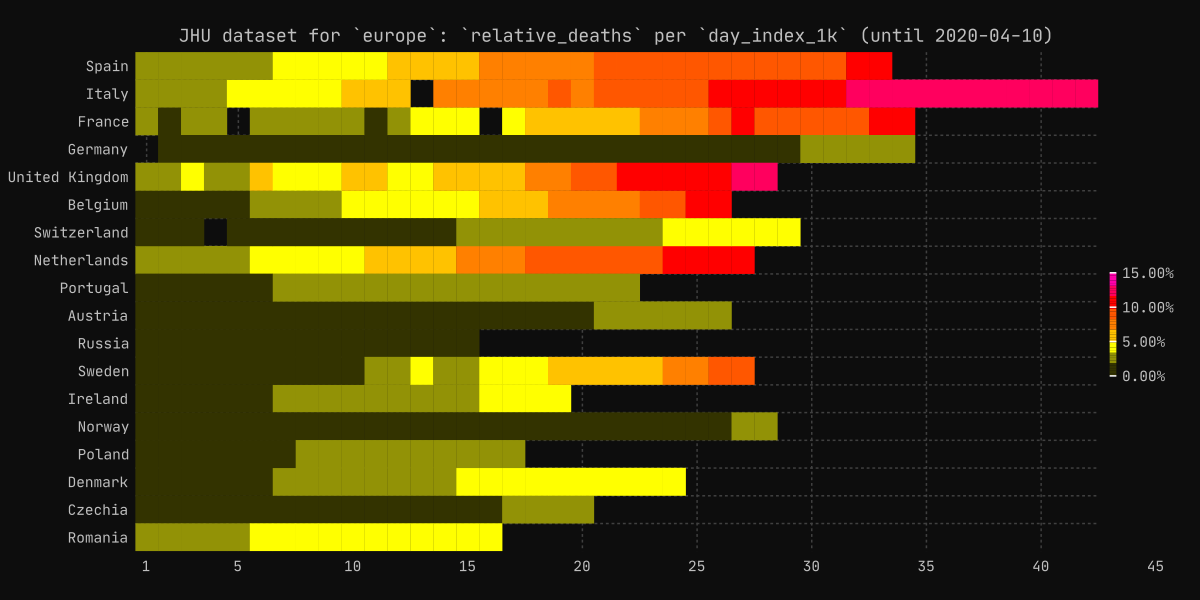 JHU dataset for `europe`: `relative_deaths` per `day_index_1k` (until 2020-04-10)
Spain
Italy
France
Germany
United Kingdom
Belgium
Switzerland
Netherlands
Portugal
Austria
Russia
Sweden
Ireland
Norway
Poland
Denmark
Czechia
Romania
15.00%
10.00%
5.00%
0.00%
1 5 10 15 20 25 30 35 40 45